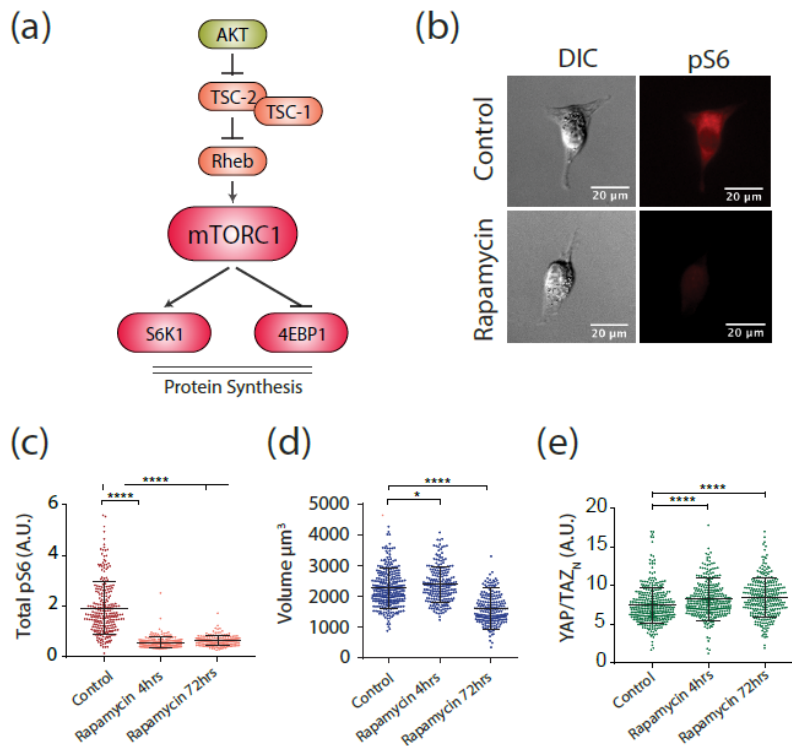 (a)
AKT
TSC-2
TSC-1
Rheb
mTORC1
S6K1
4EBP1
Protein Synthesis
(b)
DIC
pS6
Control
20 μm
20 μm
Rapamycin
20 μm
20 μm
(c)
Total pS6 (A.U.)
6
4
2
0
****
****
Control
Rapamycin 4hrs
Rapamycin 72hrs
(d)
Volume μm³
5000
4000
3000
2000
1000
0
****
*
Control
Rapamycin 4hrs
Rapamycin 72hrs
(e)
YAP/TAZN (A.U.)
20
15
10
5
0
****
****
Control
Rapamycin 4hrs
Rapamycin 72hrs